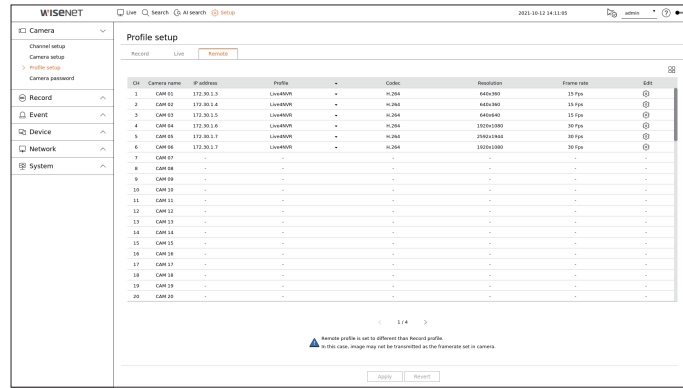 WISENET Live Search AI search Setup 2021-10-12 14:11:05 admin ?
Camera
Channel setup
Camera setup
> Profile setup
Camera password
Record
Event
Device
Network
System
Profile setup
Record Live Remote
CH Camera name IP address Profile Codec Resolution Frame rate Edit
1 CAM 01 172.30.1.3 Live4NVR H.264 640x360 15 Fps
2 CAM 02 172.30.1.4 Live4NVR H.264 640x360 15 Fps
3 CAM 03 172.30.1.5 Live4NVR H.264 640x640 15 Fps
4 CAM 04 172.30.1.6 Live4NVR H.264 1920x1080 30 Fps
5 CAM 05 172.30.1.7 Live4NVR H.264 2592x1944 30 Fps
6 CAM 06 172.30.1.7 Live4NVR H.264 1920x1080 30 Fps
7 CAM 07 - - - - - -
8 CAM 08 - - - - - -
9 CAM 09 - - - - - -
10 CAM 10 - - - - - -
11 CAM 11 - - - - - -
12 CAM 12 - - - - - -
13 CAM 13 - - - - - -
14 CAM 14 - - - - - -
15 CAM 15 - - - - - -
16 CAM 16 - - - - - -
17 CAM 17 - - - - - -
18 CAM 18 - - - - - -
19 CAM 19 - - - - - -
20 CAM 20 - - - - - -
< 1 / 4 >
Remote profile is set to different than Record profile.
In this case, image may not be transmitted as the framerate set in camera.
Apply Revert